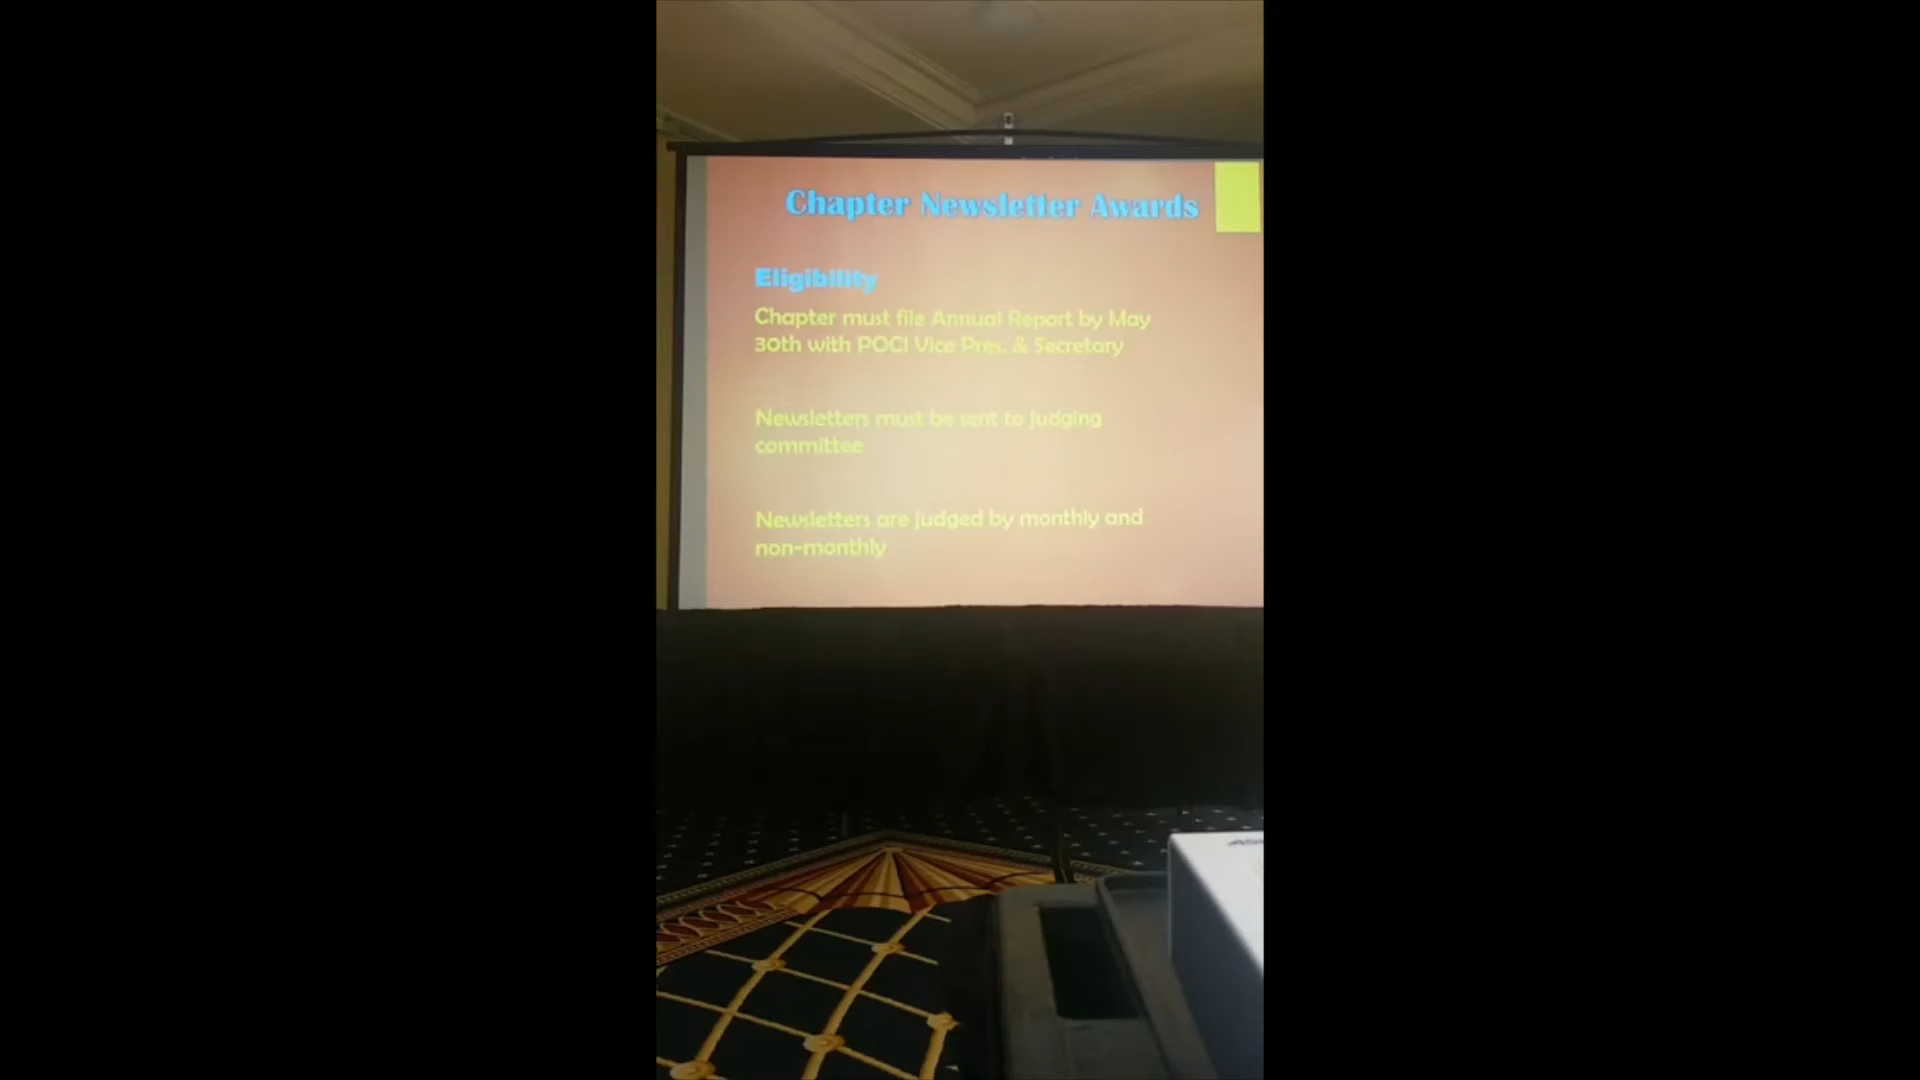 Chapter Newsletter Awards
Eligibility
Chapter must file Annual Report by May
30th with POCI Vice Pres. & Secretary
Newsletters must be sent to judging
committee
Newsletters are judged by monthly and
non-monthly